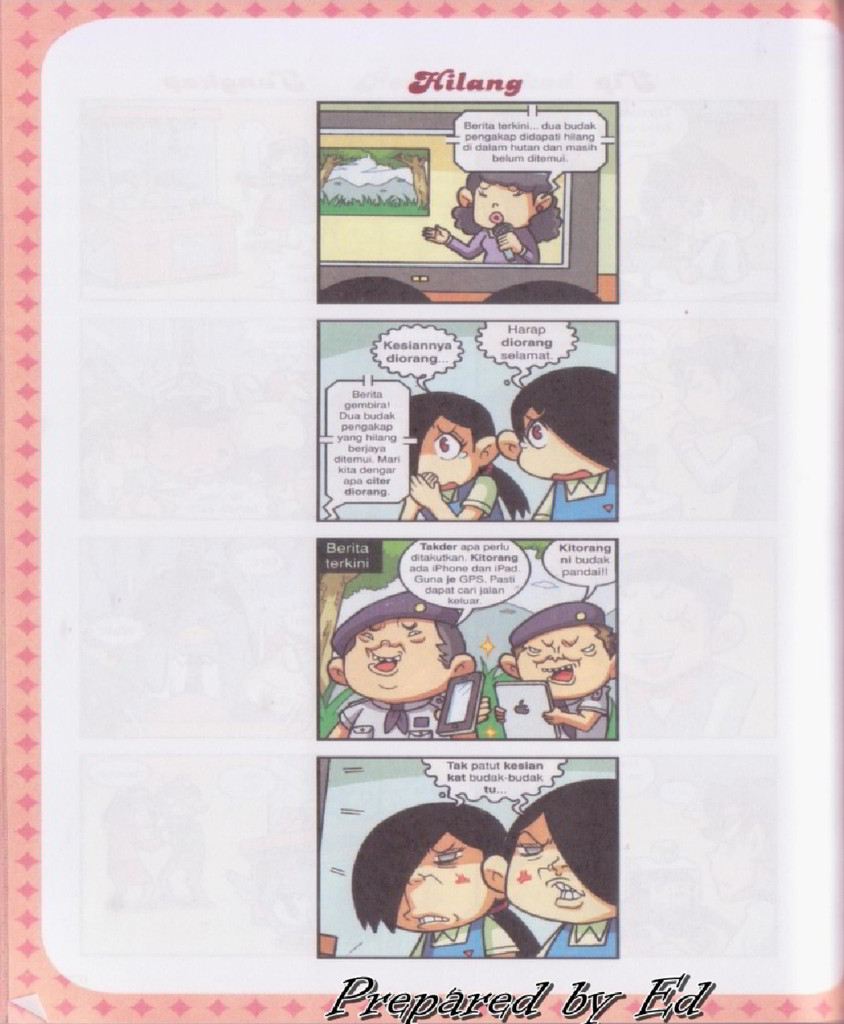 Hilang
Berita terkini... dua budak
pengakap didapati hilang
di dalam hutan dan masih
belum ditemui.
Kesiannya
diorang...
Harap
diorang
selamat.
Berita
gembira!
Dua budak
pengakap
yang hilang
berjaya
ditemui. Mari
kita dengar
apa citer
diorang.
Berita
terkini
Takder apa perlu
ditakutkan. Kitorang
ada iPhone dan iPad.
Guna je GPS. Pasti
dapat cari jalan
keluar.
Kitorang
ni budak
pandai!!
Tak patut kesian
kat budak-budak
tu...
Prepared by Ed